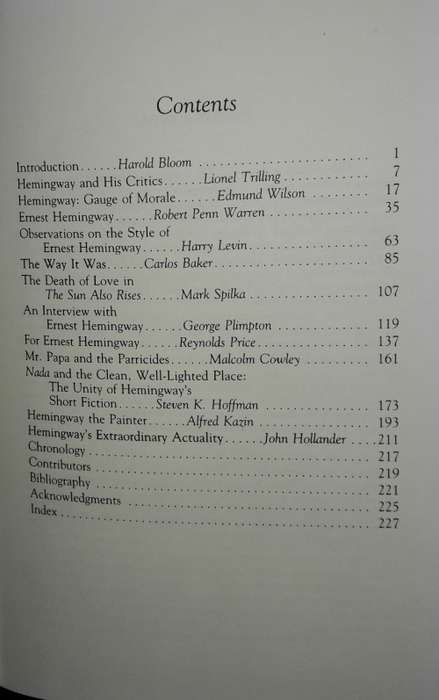 Contents
Introduction......Harold Bloom ........................ 1
Hemingway and His Critics......Lionel Trilling ............ 7
Hemingway: Gauge of Morale......Edmund Wilson ......... 17
Ernest Hemingway......Robert Penn Warren ............... 35
Observations on the Style of
Ernest Hemingway......Harry Levin.................. 63
The Way It Was......Carlos Baker....................... 85
The Death of Love in
The Sun Also Rises......Mark Spilka .................. 107
An Interview with
Ernest Hemingway......George Plimpton ............. 119
For Ernest Hemingway......Reynolds Price............... 137
Mr. Papa and the Parricides......Malcolm Cowley ......... 161
Nada and the Clean, Well-Lighted Place:
The Unity of Hemingway's
Short Fiction......Steven K. Hoffman ................ 173
Hemingway the Painter......Alfred Kazin ................ 193
Hemingway's Extraordinary Actuality......John Hollander ....211
Chronology ........................................ 217
Contributors ....................................... 219
Bibliography ....................................... 221
Acknowledgments ................................... 225
Index ............................................. 227